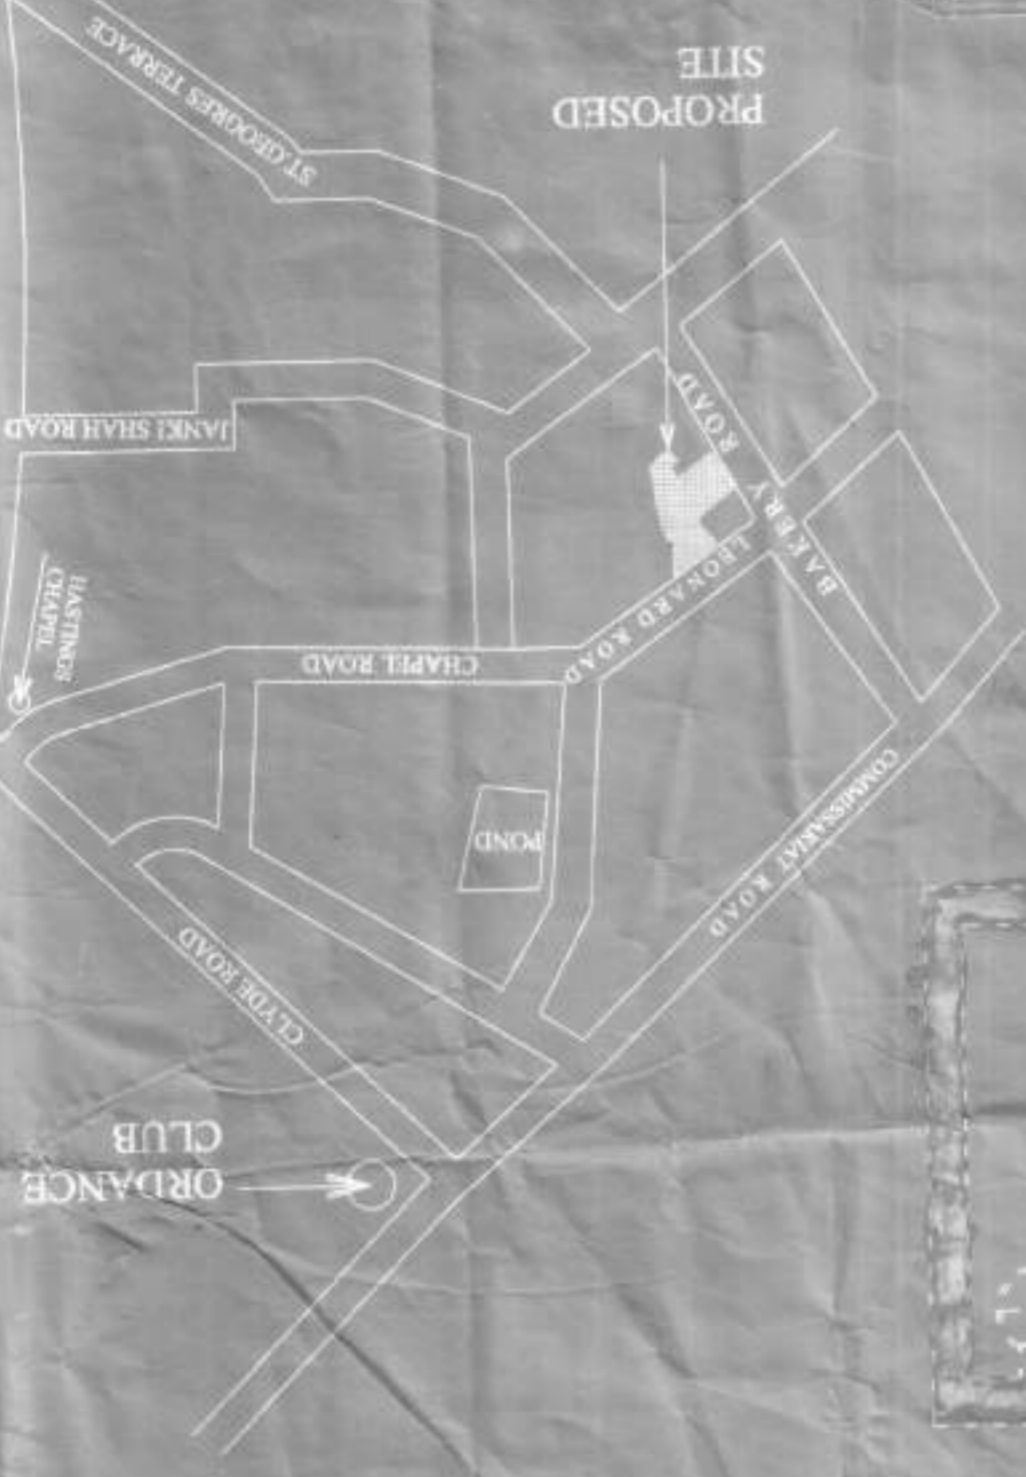 ORDANCE
CLUB
CLYDE ROAD
COMMISSARIAT ROAD
POND
CHAPEL ROAD
HASTINGS
CHAPEL
LEONARD ROAD
BAKERY ROAD
JANKI SHAH ROAD
ST.GEOGRES TERRACE
PROPOSED
SITE